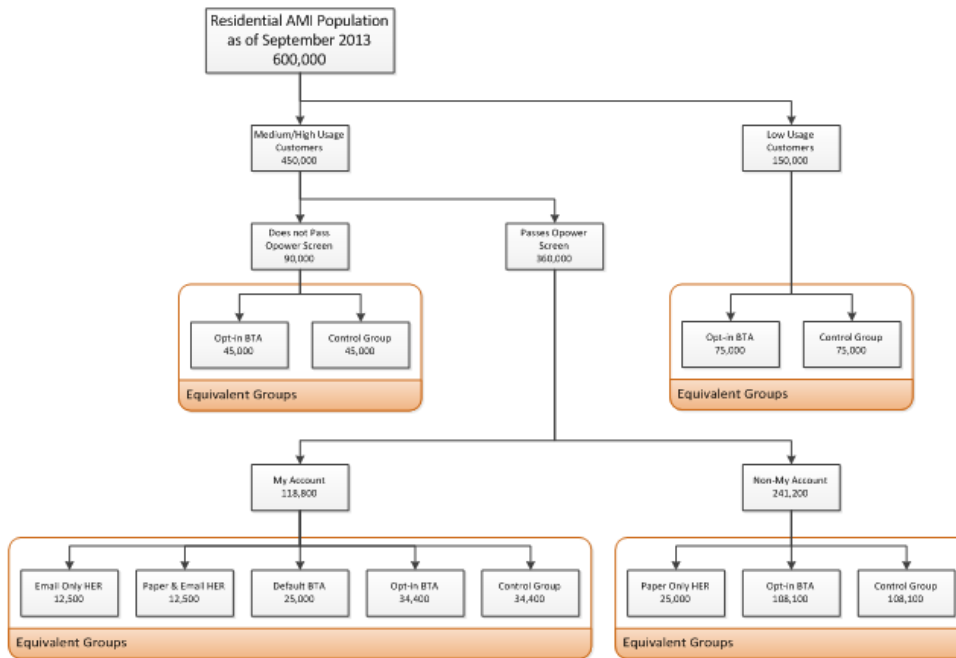 Residential AMI Population
as of September 2013
600,000
Medium/High Usage
Customers
450,000
Low Usage
Customers
150,000
Does not Pass
Opower Screen
90,000
Passes Opower
Screen
360,000
Opt-in BTA
45,000
Control Group
45,000
Equivalent Groups
Opt-in BTA
75,000
Control Group
75,000
Equivalent Groups
My Account
118,800
Non-My Account
241,200
Email Only HER
12,500
Paper & Email HER
12,500
Default BTA
25,000
Opt-in BTA
34,400
Control Group
34,400
Equivalent Groups
Paper Only HER
25,000
Opt-in BTA
108,100
Control Group
108,100
Equivalent Groups